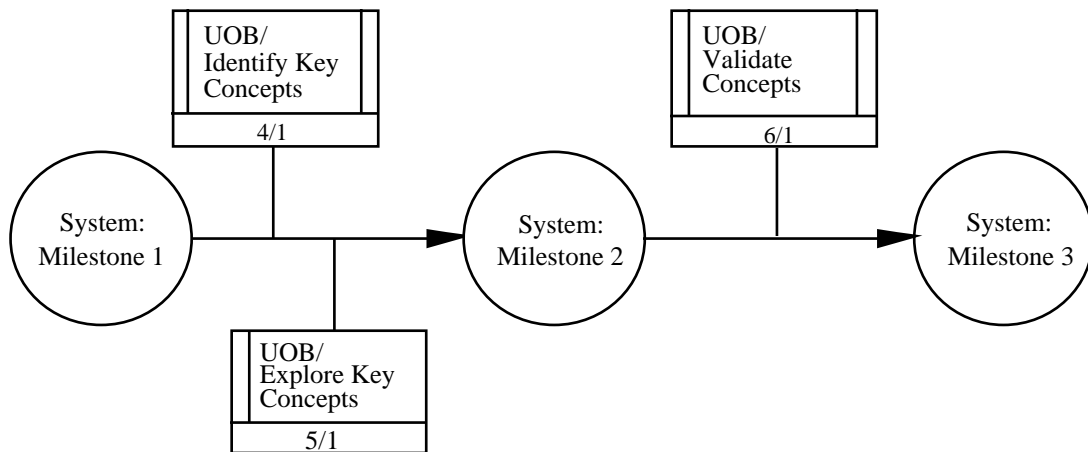 UOB/
Identify Key
Concepts
4/1
UOB/
Validate
Concepts
6/1
System:
Milestone 1
System:
Milestone 2
System:
Milestone 3
UOB/
Explore Key
Concepts
5/1